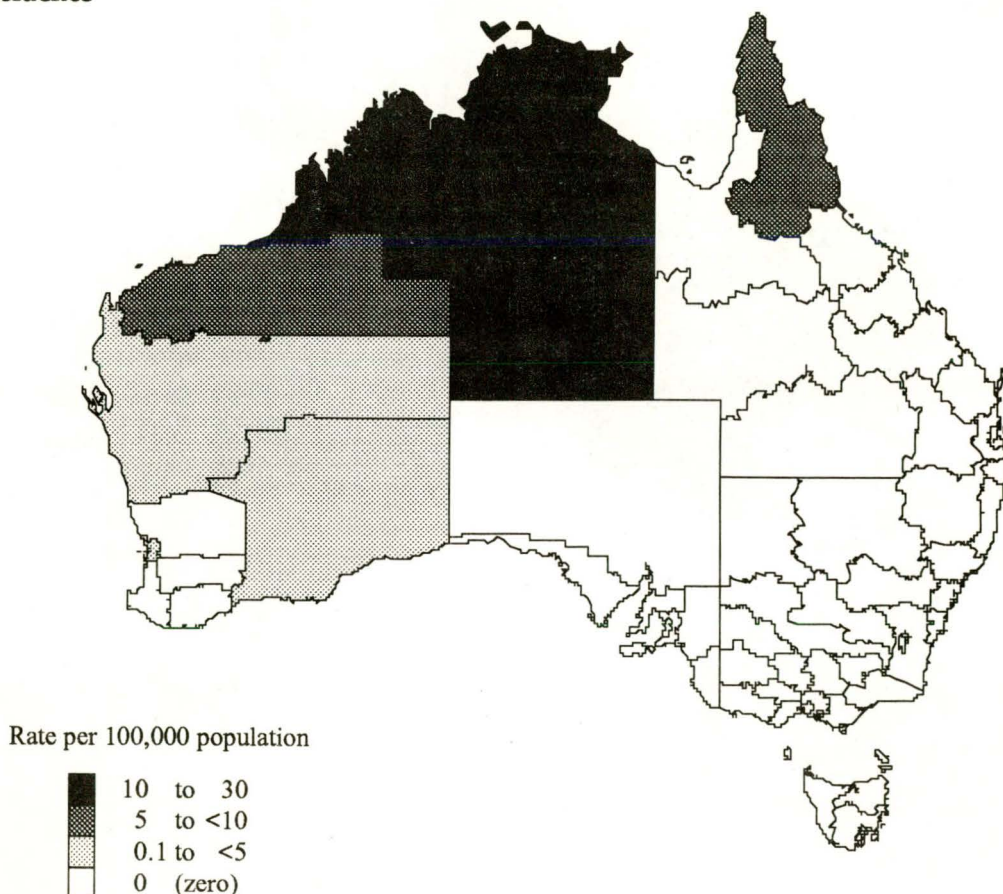 Rate per 100,000 population
10 to 30
5 to <10
0.1 to <5
0 (zero)